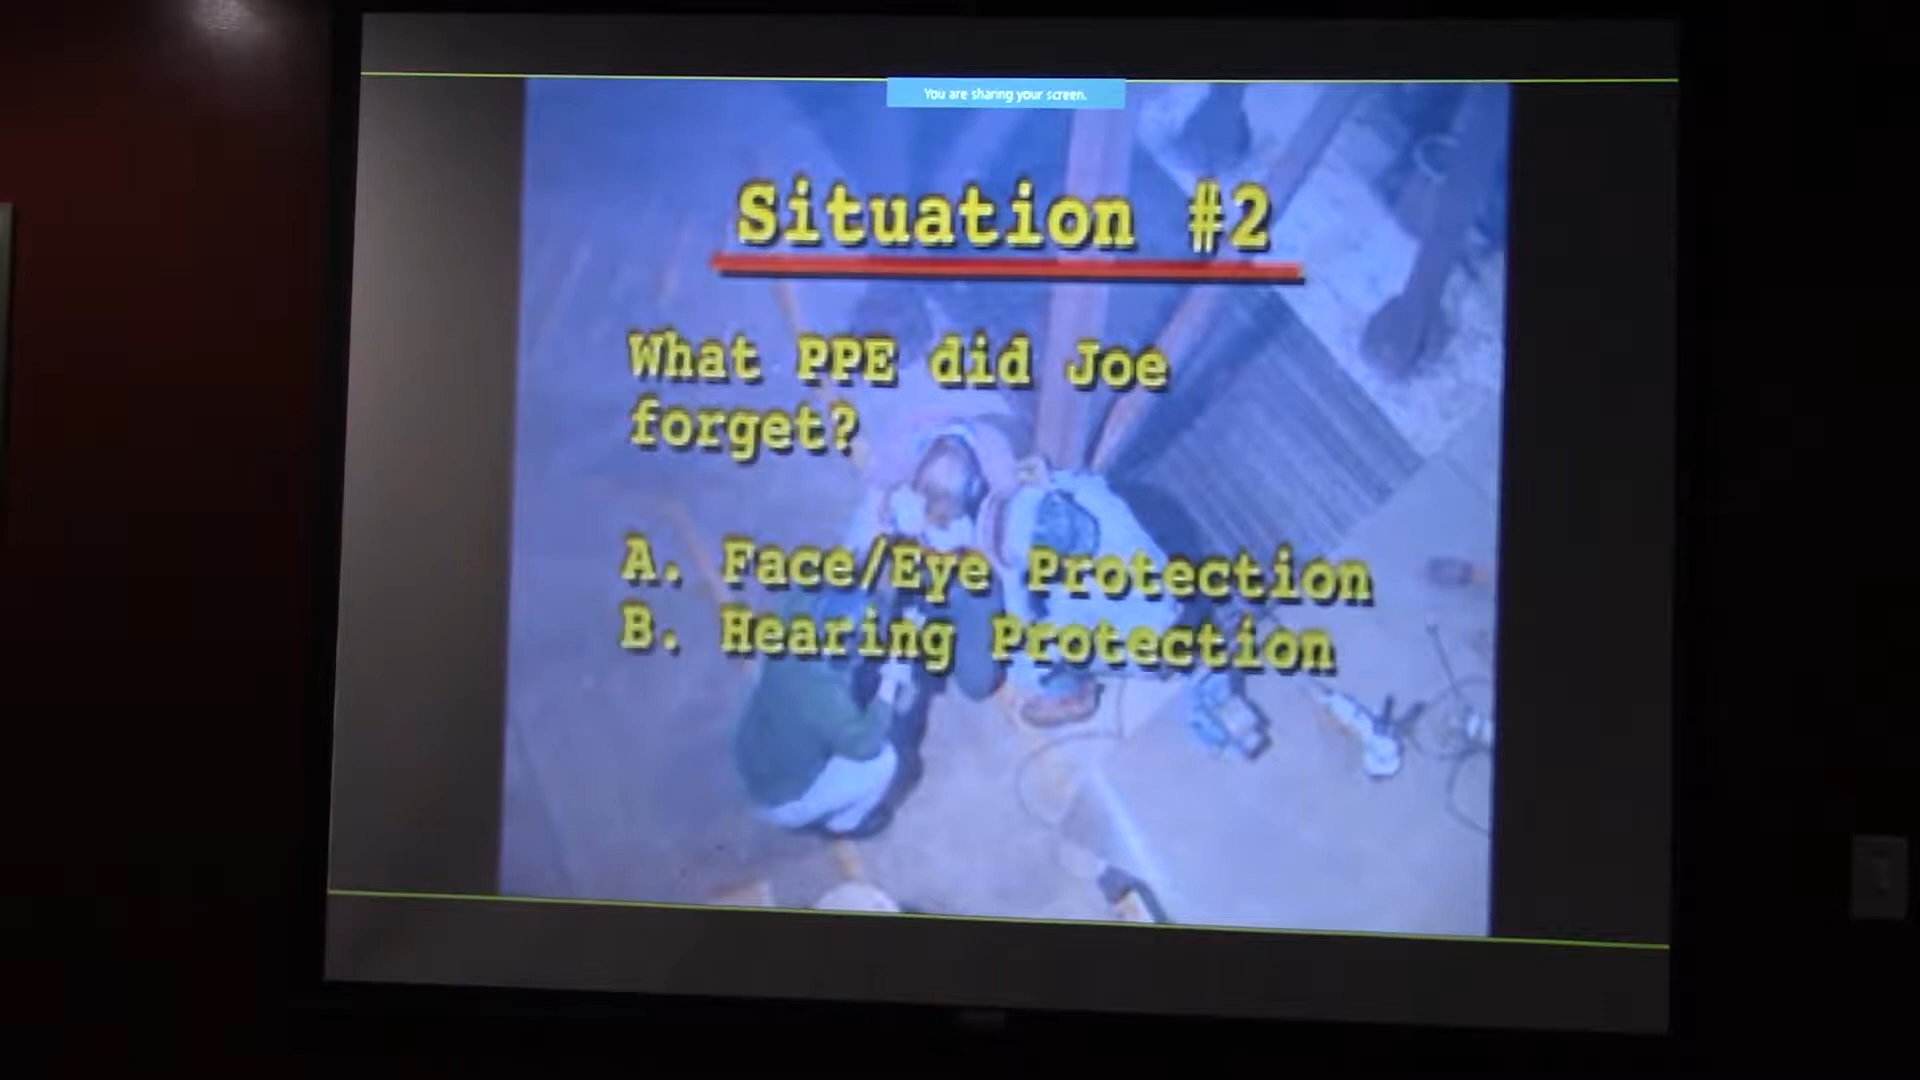 You are sharing your screen.
Situation #2
What PPE did Joe
forget?
A. Face/Eye Protection
B. Hearing Protection